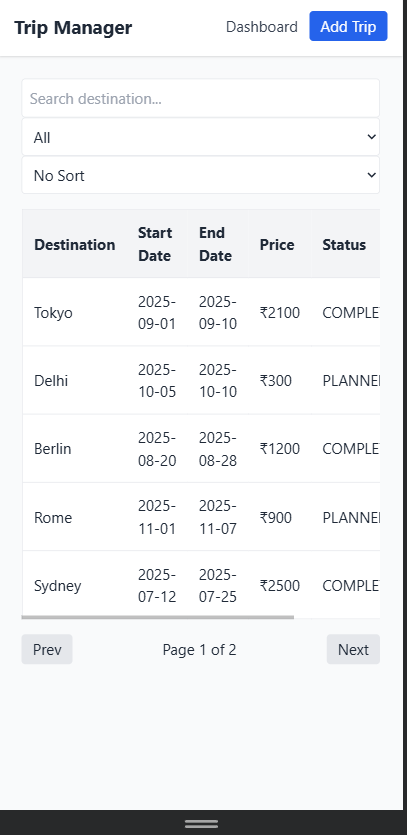 Trip Manager Dashboard Add Trip
Search destination...
All
No Sort
Destination Start Date End Date Price Status
Tokyo 2025-09-01 2025-09-10 ₹2100 COMPLE
Delhi 2025-10-05 2025-10-10 ₹300 PLANNE
Berlin 2025-08-20 2025-08-28 ₹1200 COMPLE
Rome 2025-11-01 2025-11-07 ₹900 PLANNE
Sydney 2025-07-12 2025-07-25 ₹2500 COMPLE
Prev Page 1 of 2 Next